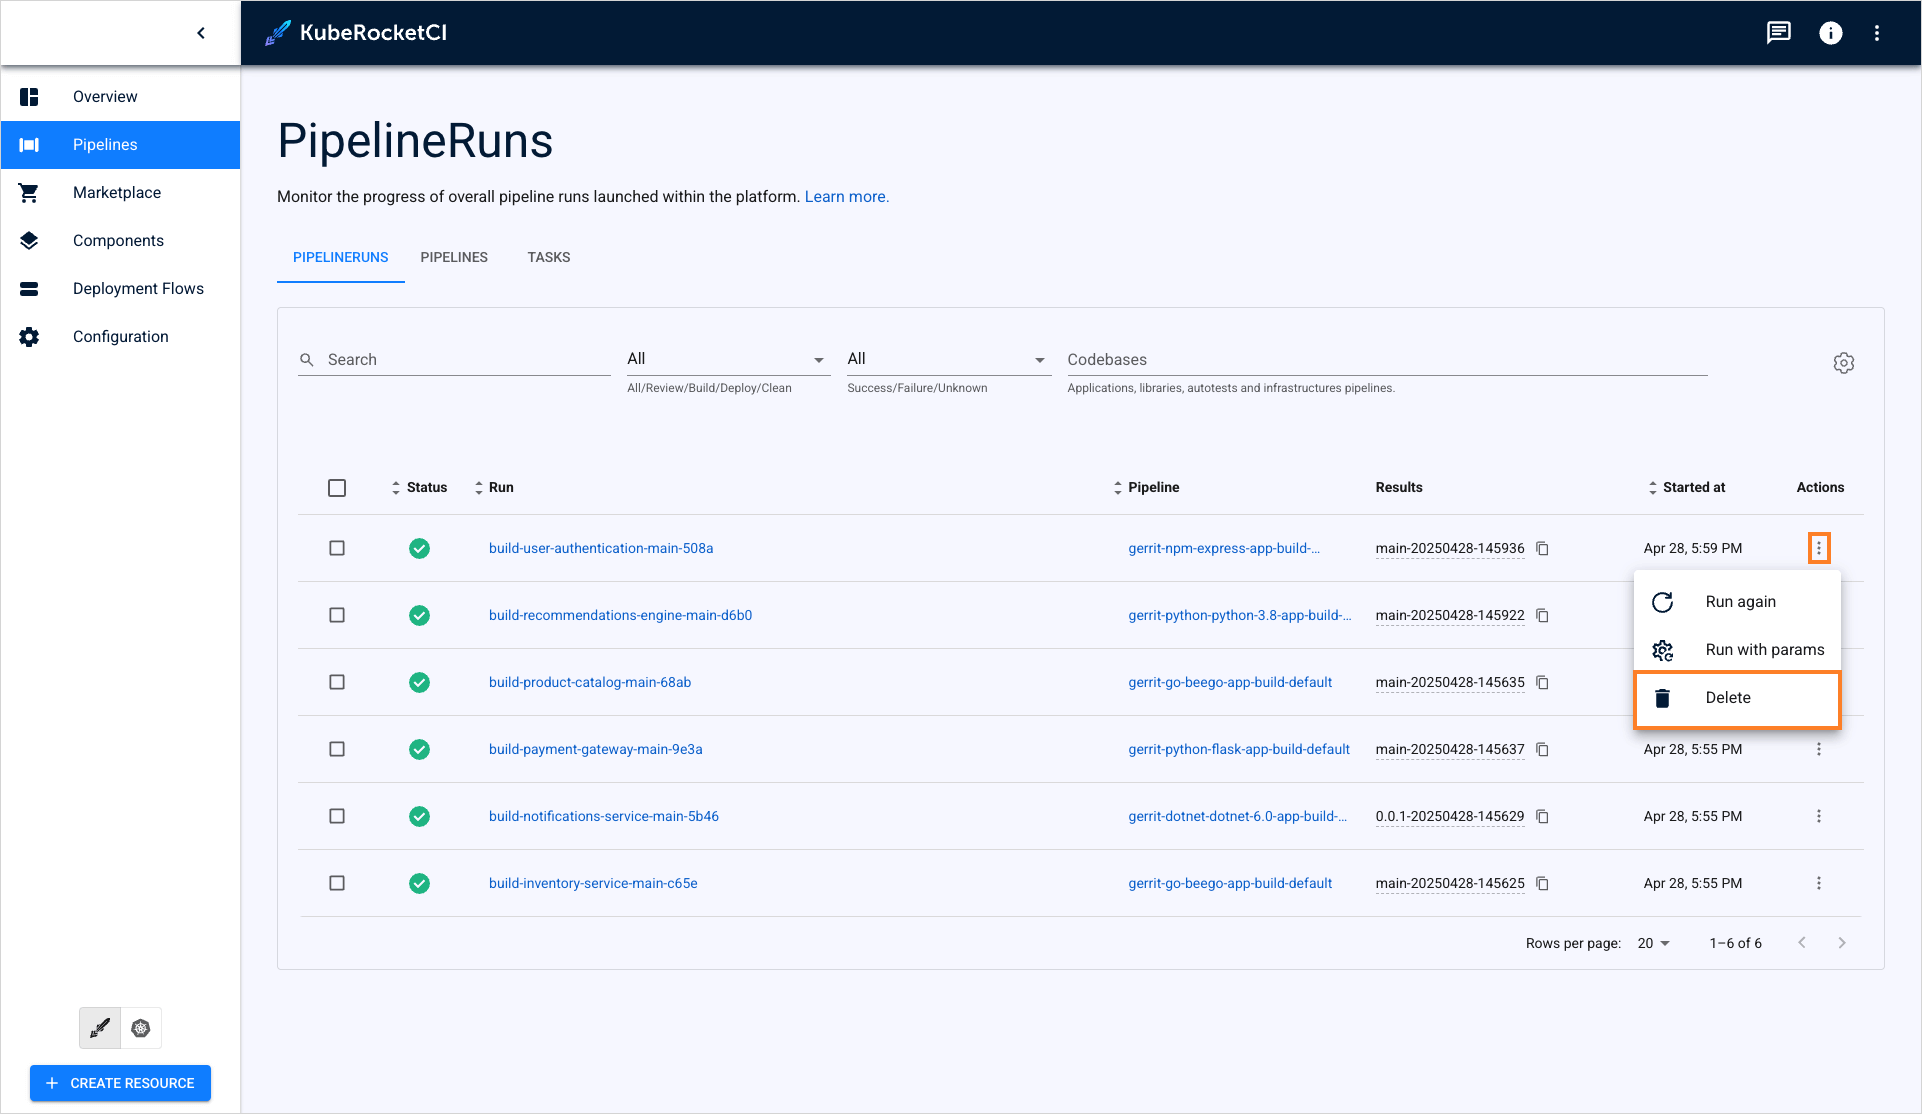 KubeRocketCI
Overview
Pipelines
Marketplace
Components
Deployment Flows
Configuration
CREATE RESOURCE
PipelineRuns
Monitor the progress of overall pipeline runs launched within the platform. Learn more.
PIPELINERUNS PIPELINES TASKS
Search All All Codebases
All/Review/Build/Deploy/Clean Success/Failure/Unknown Applications, libraries, autotests and infrastructures pipelines.
Status Run Pipeline Results Started at Actions
build-user-authentication-main-508a gerrit-npm-express-app-build-... main-20250428-145936 Apr 28, 5:59 PM
build-recommendations-engine-main-d6b0 gerrit-python-python-3.8-app-build-... main-20250428-145922
build-product-catalog-main-68ab gerrit-go-beego-app-build-default main-20250428-145635
build-payment-gateway-main-9e3a gerrit-python-flask-app-build-default main-20250428-145637 Apr 28, 5:55 PM
build-notifications-service-main-5b46 gerrit-dotnet-dotnet-6.0-app-build-... 0.0.1-20250428-145629 Apr 28, 5:55 PM
build-inventory-service-main-c65e gerrit-go-beego-app-build-default main-20250428-145625 Apr 28, 5:55 PM
Run again
Run with params
Delete
Rows per page: 20 1–6 of 6